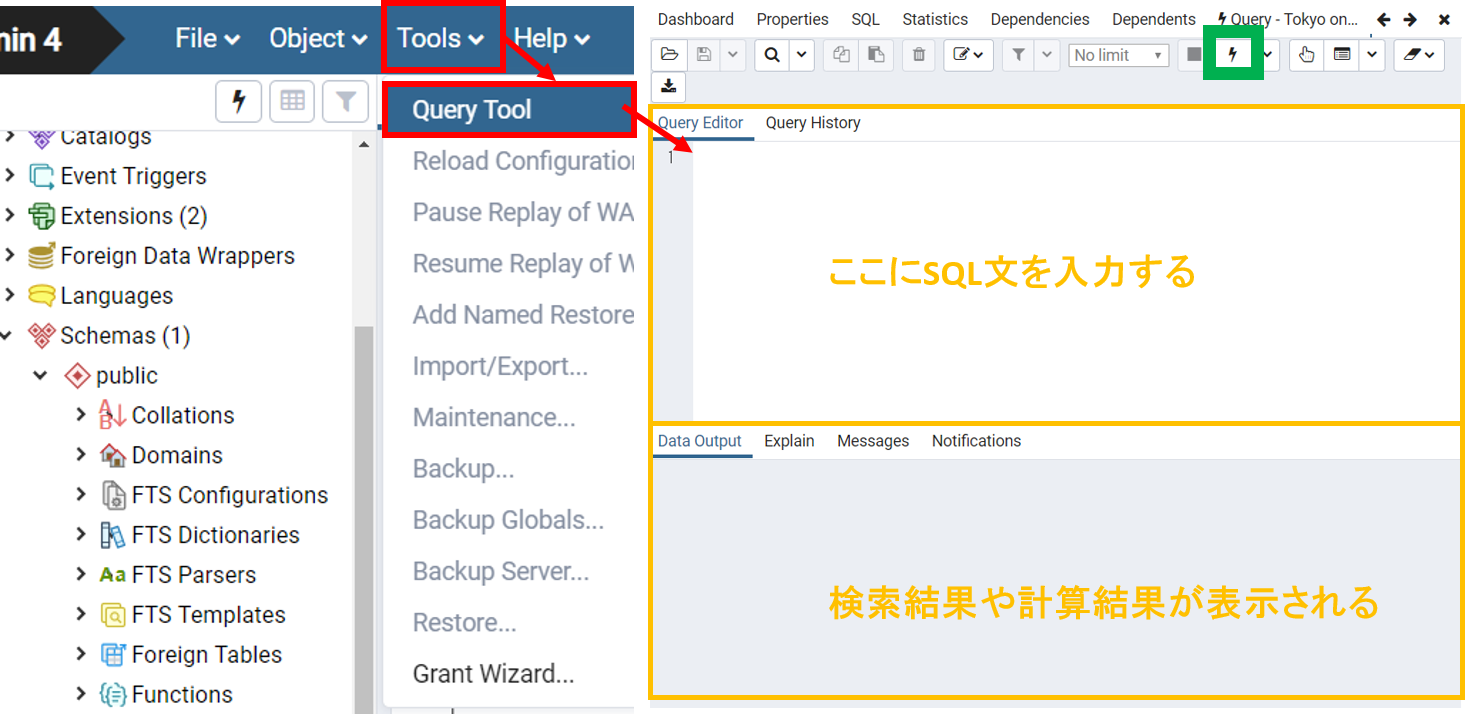 nin 4
File
Object
Tools
Help
Catalogs
Event Triggers
Extensions (2)
Foreign Data Wrappers
Languages
Schemas (1)
public
Collations
Domains
FTS Configurations
FTS Dictionaries
Aa FTS Parsers
FTS Templates
Foreign Tables
Functions
Query Tool
Reload Configuration
Pause Replay of WA
Resume Replay of W
Add Named Restore
Import/Export...
Maintenance...
Backup...
Backup Globals...
Backup Server...
Restore...
Grant Wizard...
Dashboard Properties SQL Statistics Dependencies Dependents Query - Tokyo on...
No limit
Query Editor Query History
1
ここにSQL文を入力する
Data Output Explain Messages Notifications
検索結果や計算結果が表示される